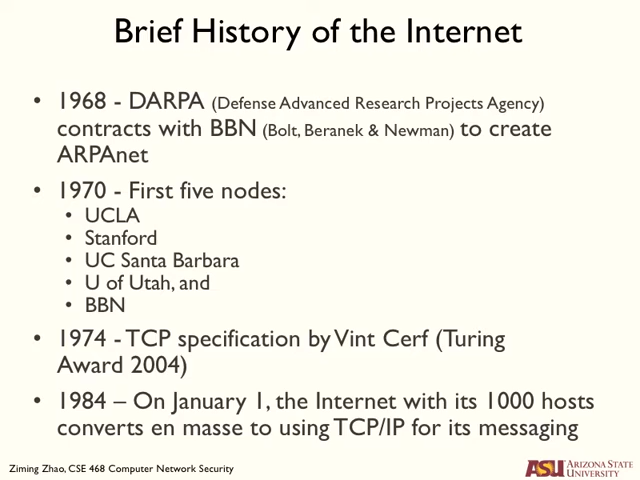 Brief History of the Internet
• 1968 - DARPA (Defense Advanced Research Projects Agency)
contracts with BBN (Bolt, Beranek & Newman) to create
ARPAnet
• 1970 - First five nodes:
• UCLA
• Stanford
• UC Santa Barbara
• U of Utah, and
• BBN
• 1974 - TCP specification by Vint Cerf (Turing
Award 2004)
• 1984 – On January 1, the Internet with its 1000 hosts
converts en masse to using TCP/IP for its messaging
Ziming Zhao, CSE 468 Computer Network Security
ASU ARIZONA STATE
UNIVERSITY